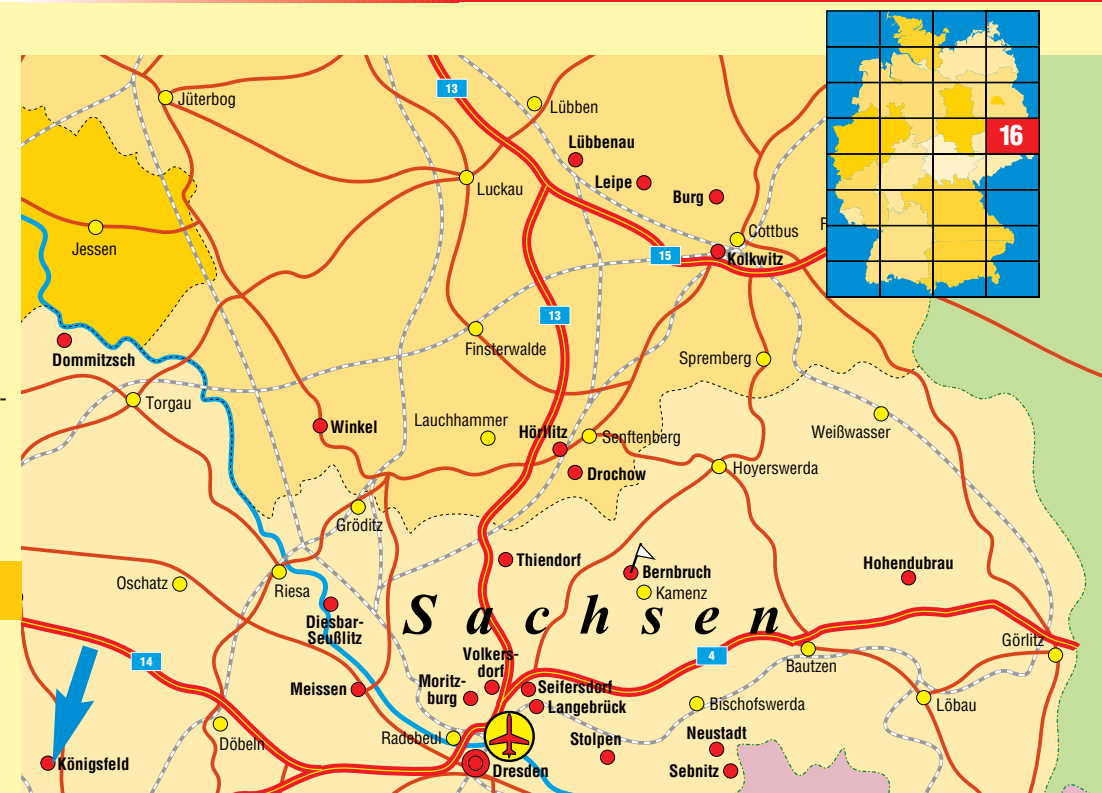 16
13
Jüterbog
Lübben
Lübbenau
Leipe
Luckau
Burg
Jessen
Cottbus
F
15
Kolkwitz
13
Finsterwalde
Dommitzsch
Spremberg
Torgau
Lauchhammer
Winkel
Hörllitz
Senftenberg
Weißwasser
Drochow
Hoyerswerda
Gröditz
Thiendorf
Bernbruch
Hohendubrau
Oschatz
Riesa
Kamenz
Sachsen
Diesbar-
Seußlitz
Görlitz
14
Volkers-
dorf
4
Bautzen
Meissen
Moritz-
burg
Seifersdorf
Langebrück
Bischofswerda
Löbau
Döbeln
Radebeul
Stolpen
Neustadt
Königsfeld
Dresden
Sebnitz